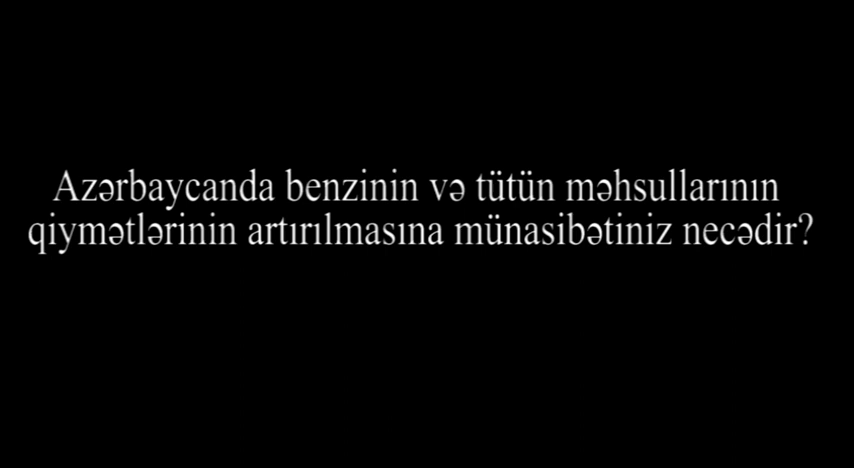 Azərbaycanda benzinin və tütün məhsullarının
qiymətlərinin artırılmasına münasibətiniz necədir?